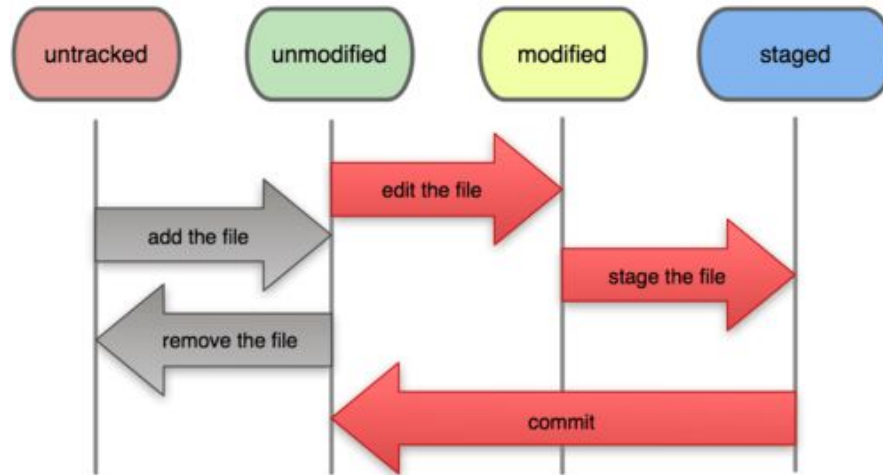 untracked
unmodified
modified
staged
edit the file
add the file
stage the file
remove the file
commit